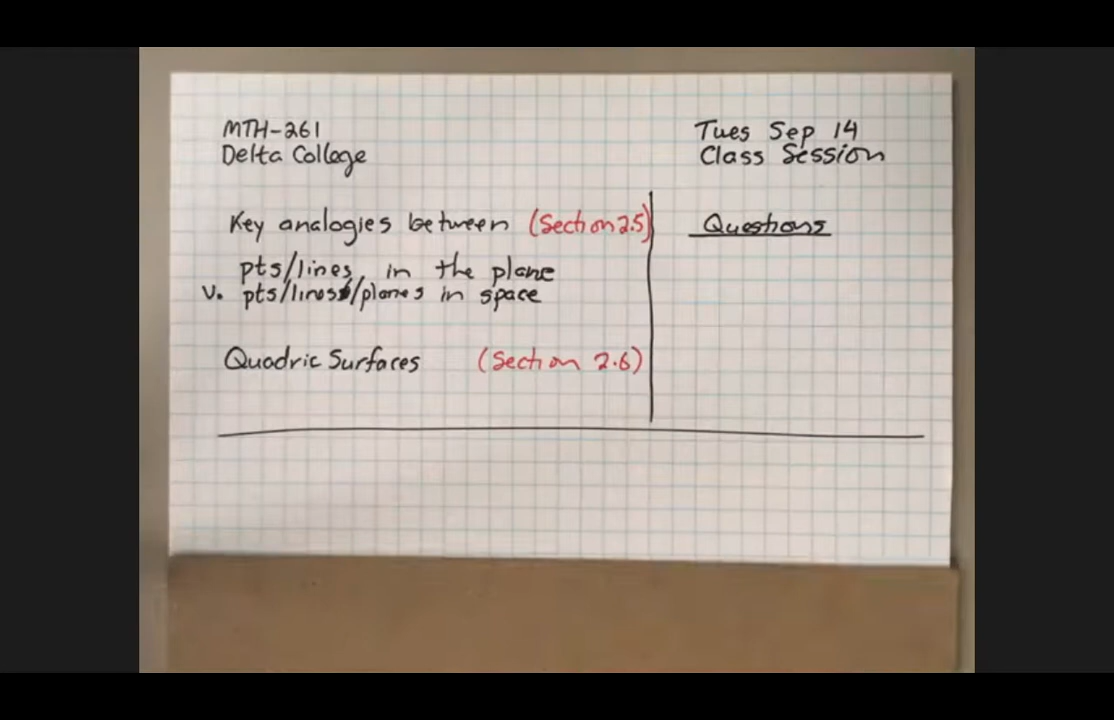 MTH-261
Delta College
Tues Sep 14
Class Session
Key analogies between (Section 2.5)
pts/lines in the plane
v. pts/lines/planes in space
Quadric Surfaces (Section 2.6)
Questions